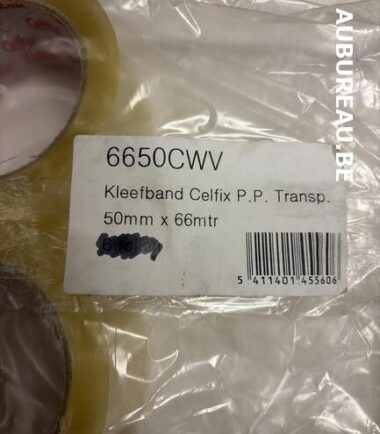 6650CWV
Kleefband Celfix P.P. Transp.
50mm x 66mtr
5 411401 455606
AUBUREAU.BE